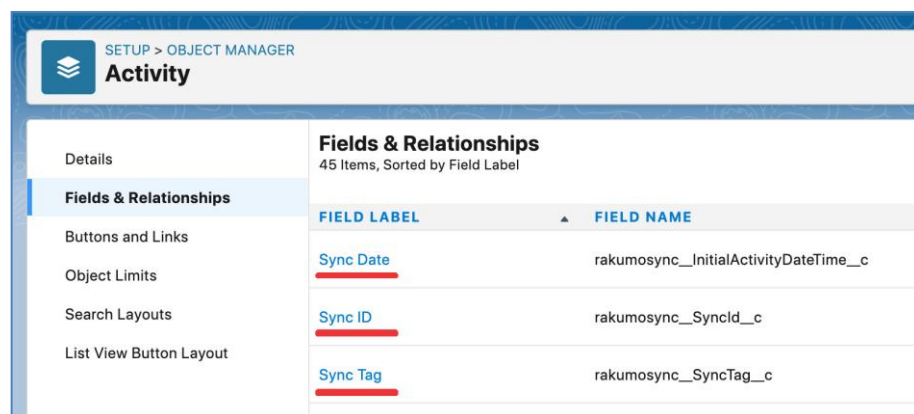 SETUP > OBJECT MANAGER
Activity
Details
Fields & Relationships
Buttons and Links
Object Limits
Search Layouts
List View Button Layout
Fields & Relationships
45 Items, Sorted by Field Label
FIELD LABEL FIELD NAME
Sync Date rakumosync__InitialActivityDateTime__c
Sync ID rakumosync__SyncId__c
Sync Tag rakumosync__SyncTag__c